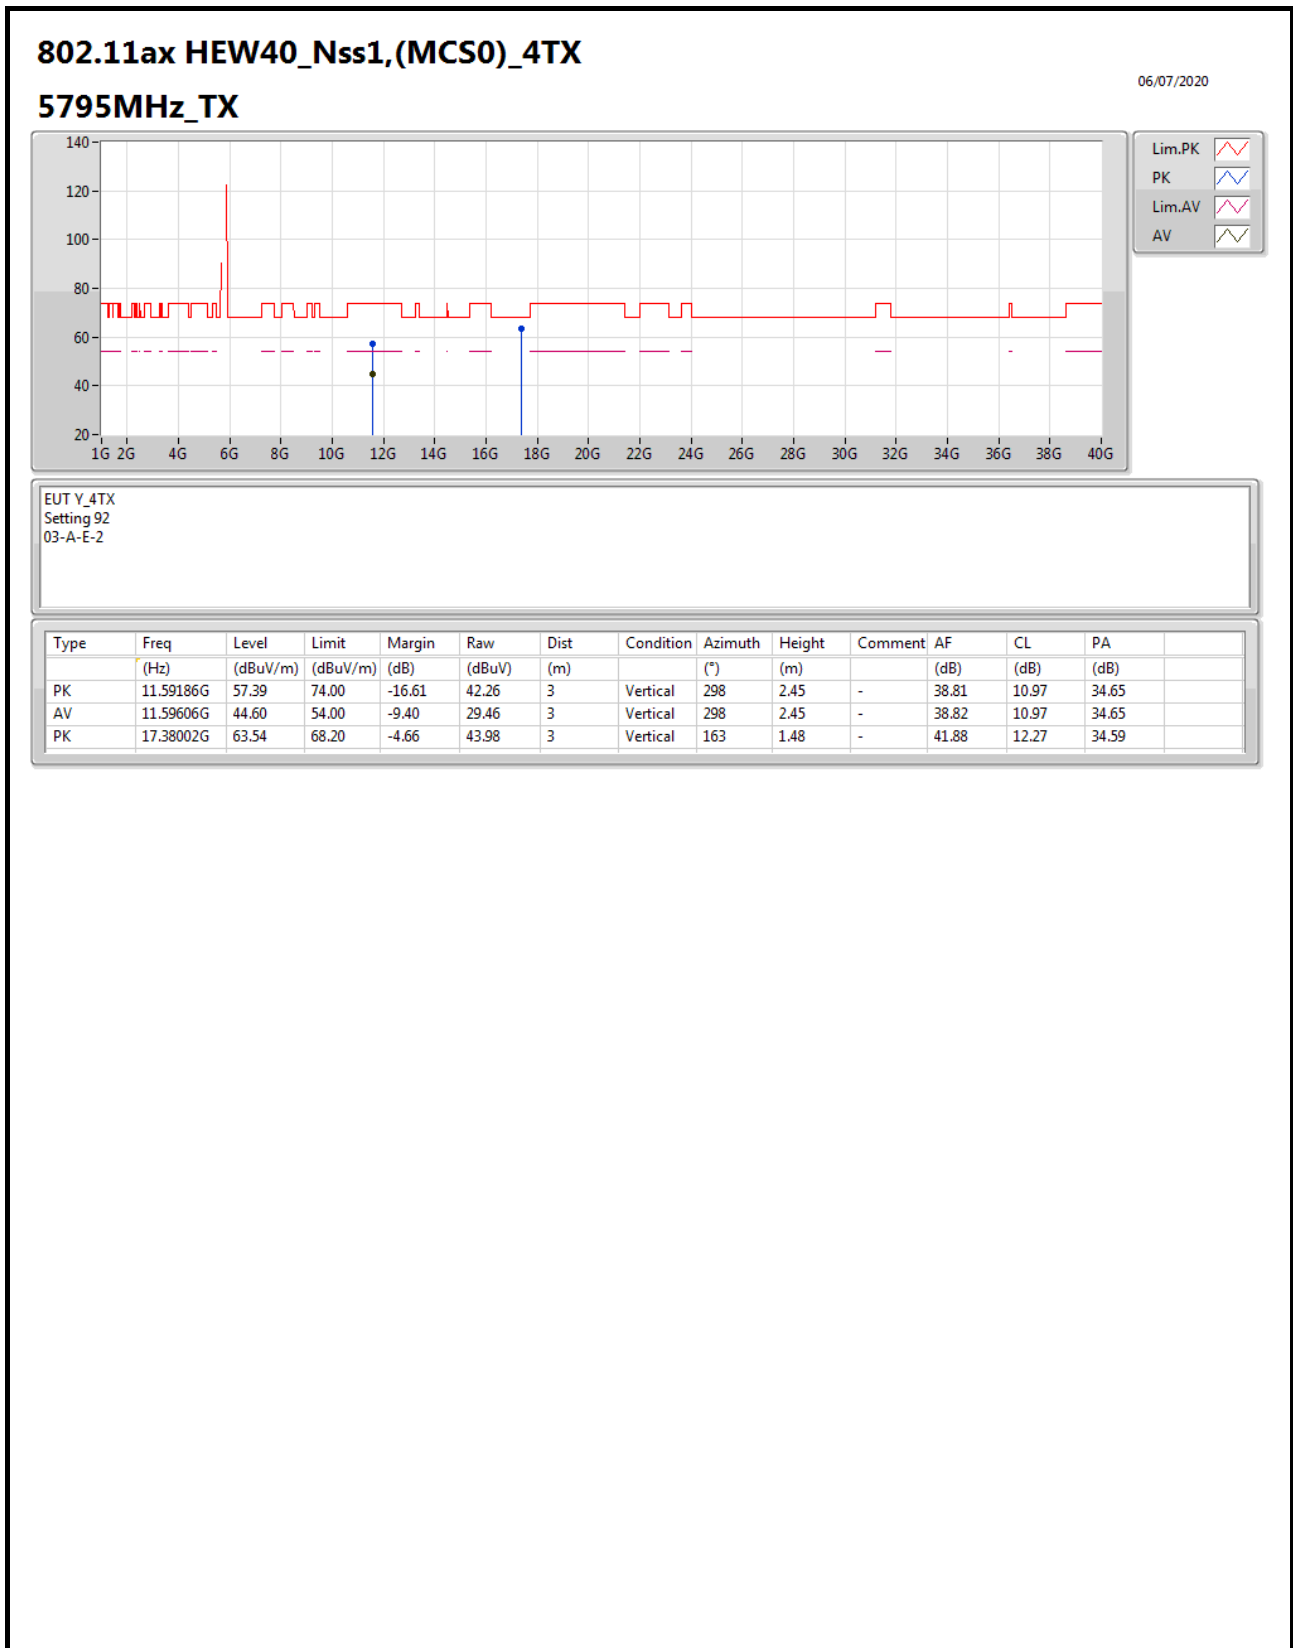 802.11ax HEW40_Nss1,(MCS0)_4TX
06/07/2020
5795MHz_TX
140
120
100
80
60
40
20
1G 2G 4G 6G 8G 10G 12G 14G 16G 18G 20G 22G 24G 26G 28G 30G 32G 34G 36G 38G 40G
Lim.PK
PK
Lim.AV
AV
EUT Y_4TX
Setting 92
03-A-E-2
Type Freq Level Limit Margin Raw Dist Condition Azimuth Height Comment AF CL PA
(Hz) (dBuV/m) (dBuV/m) (dB) (dBuV) (m) (°) (m) (dB) (dB) (dB)
PK 11.59186G 57.39 74.00 -16.61 42.26 3 Vertical 298 2.45 - 38.81 10.97 34.65
AV 11.59606G 44.60 54.00 -9.40 29.46 3 Vertical 298 2.45 - 38.82 10.97 34.65
PK 17.38002G 63.54 68.20 -4.66 43.98 3 Vertical 163 1.48 - 41.88 12.27 34.59